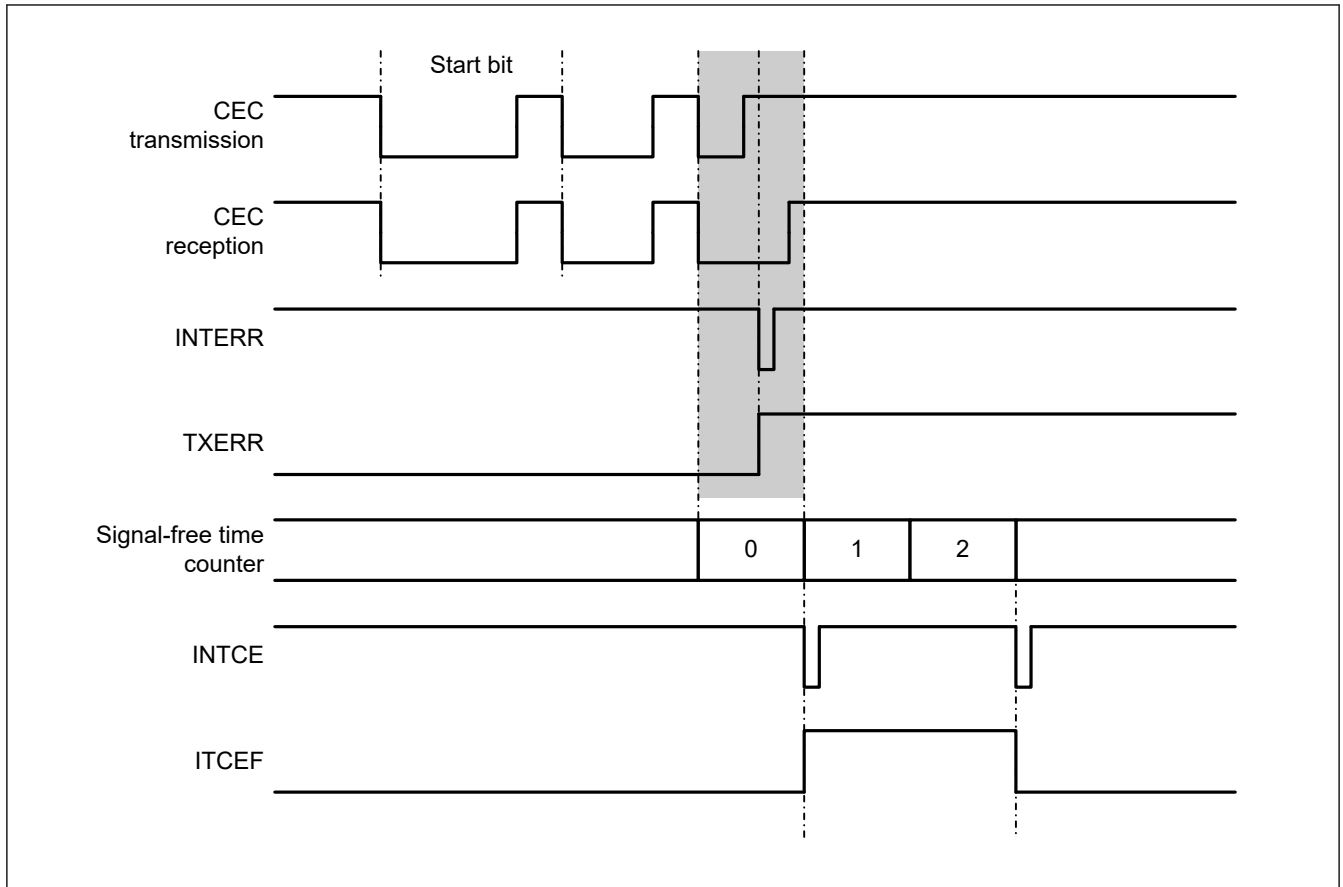 Start bit
CEC
transmission
CEC
reception
INTERR
TXERR
Signal-free time
counter
0 1 2
INTCE
ITCEF